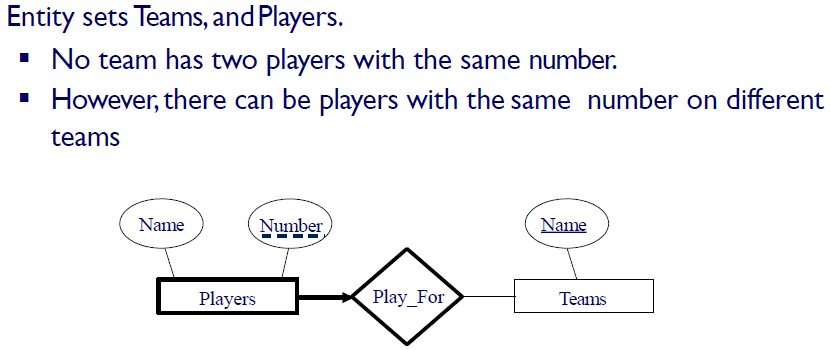 Entity sets Teams, and Players.
▪ No team has two players with the same number.
▪ However, there can be players with the same number on different
teams
Name
Number
Name
Players
Play_For
Teams